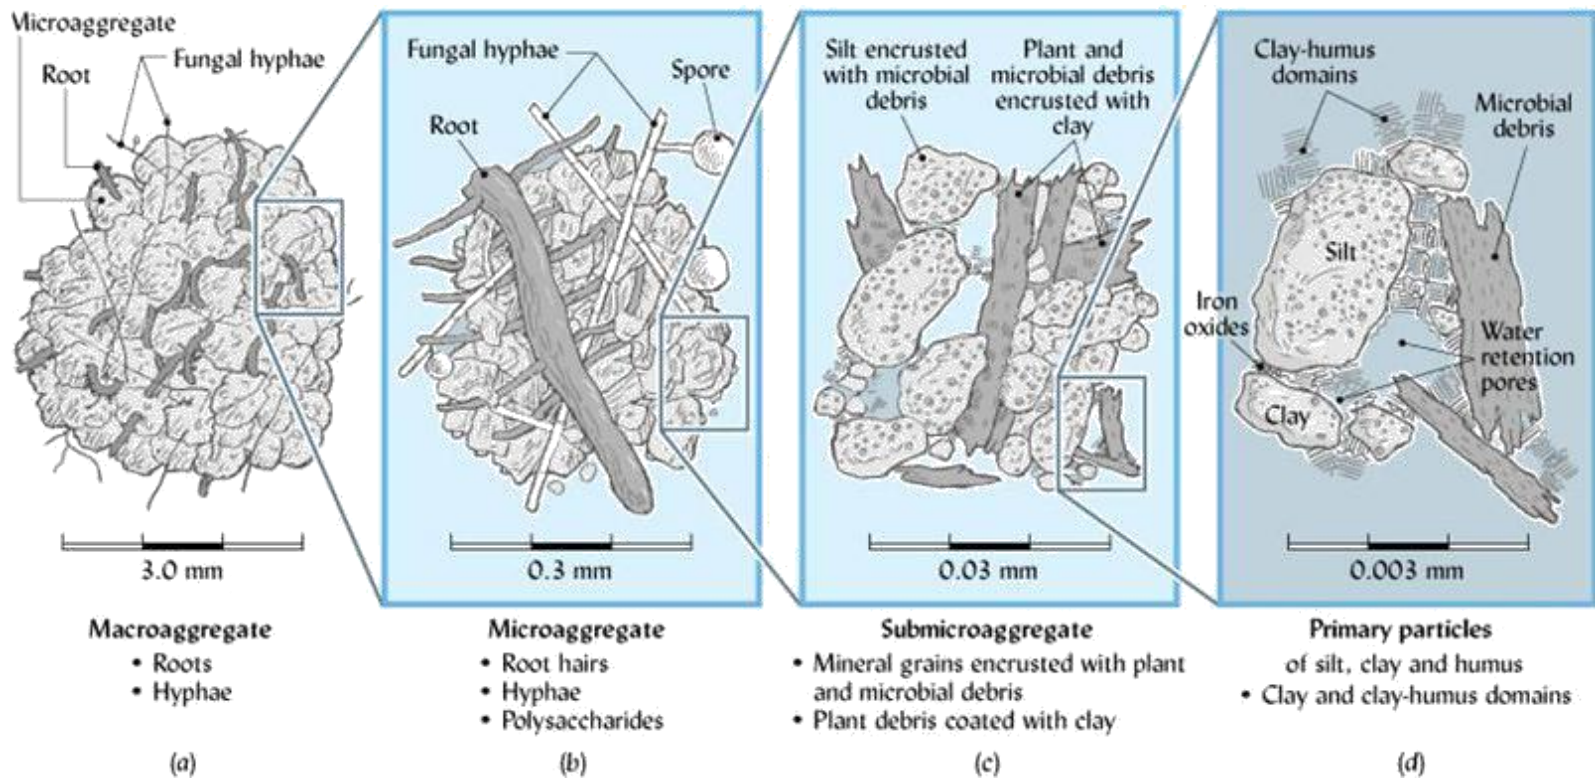 Microaggregate
Root
Fungal hyphae
3.0 mm
Macroaggregate
• Roots
• Hyphae
(a)
Fungal hyphae
Spore
Root
0.3 mm
Microaggregate
• Root hairs
• Hyphae
• Polysaccharides
(b)
Silt encrusted
with microbial
debris
Plant and
microbial debris
encrusted with
clay
0.03 mm
Submicroaggregate
• Mineral grains encrusted with plant
and microbial debris
• Plant debris coated with clay
(c)
Clay-humus
domains
Microbial
debris
Silt
Iron
oxides
Water
retention
pores
Clay
0.003 mm
Primary particles
of silt, clay and humus
• Clay and clay-humus domains
(d)